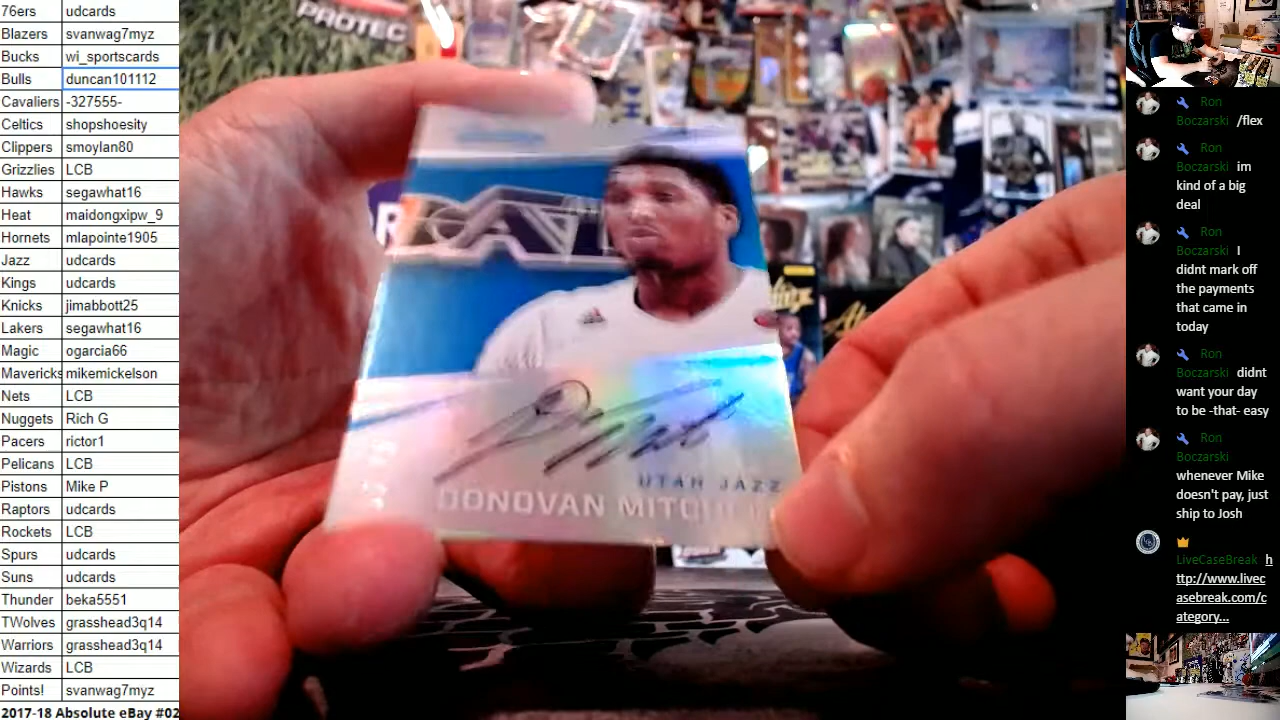 76ers udcards
Blazers svanwag7myz
Bucks wi_sportscards
Bulls duncan101112
Cavaliers -327555-
Celtics shopshoesity
Clippers smoylan80
Grizzlies LCB
Hawks segawhat16
Heat maidongxipw_9
Hornets mlapointe1905
Jazz udcards
Kings udcards
Knicks jimabbott25
Lakers segawhat16
Magic ogarcia66
Mavericks mikemickelson
Nets LCB
Nuggets Rich G
Pacers rictor1
Pelicans LCB
Pistons Mike P
Raptors udcards
Rockets LCB
Spurs udcards
Suns udcards
Thunder beka5551
TWolves grasshead3q14
Warriors grasshead3q14
Wizards LCB
Points! svanwag7myz
2017-18 Absolute eBay #02
PROTEC
UTAH JAZZ
DONOVAN
Ron
Boczarski /flex
Ron
Boczarski im
kind of a big
deal
Ron
Boczarski I
didnt mark off
the payments
that came in
today
Ron
Boczarski didnt
want your day
to be -that- easy
Ron
Boczarski
whenever Mike
doesn't pay, just
ship to Josh
LiveCaseBreak h
ttp://www.livec
asebreak.com/c
ategory...